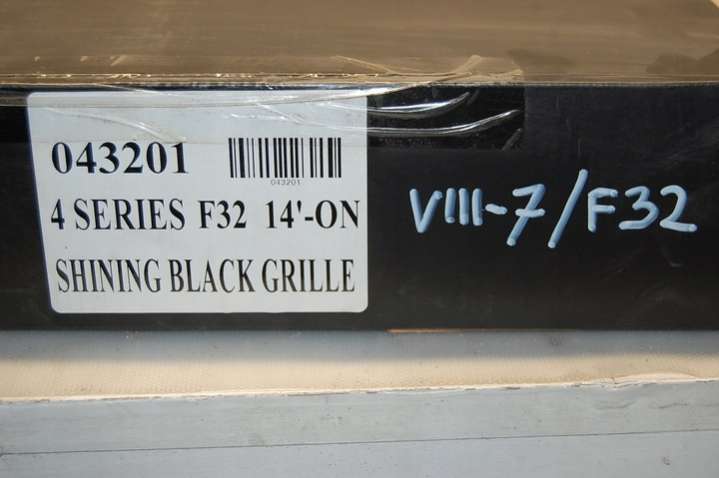 043201
043201
4 SERIES F32 14'-ON
SHINING BLACK GRILLE
VIII-7/F32